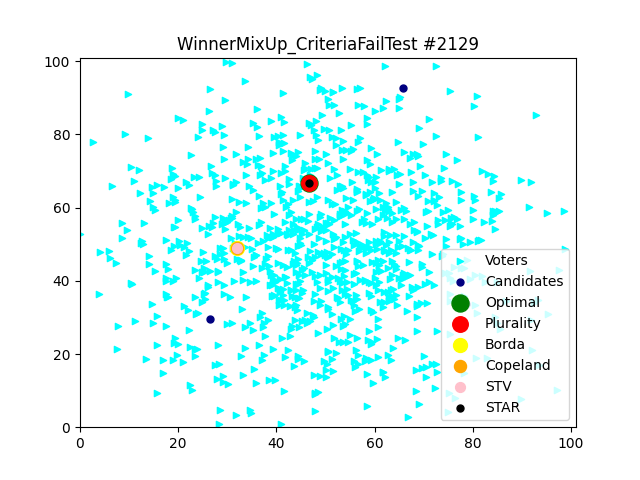 WinnerMixUp_CriteriaFailTest #2129
100
80
60
40
20
0
0
20
40
60
80
100
Voters
Candidates
Optimal
Plurality
Borda
Copeland
STV
STAR